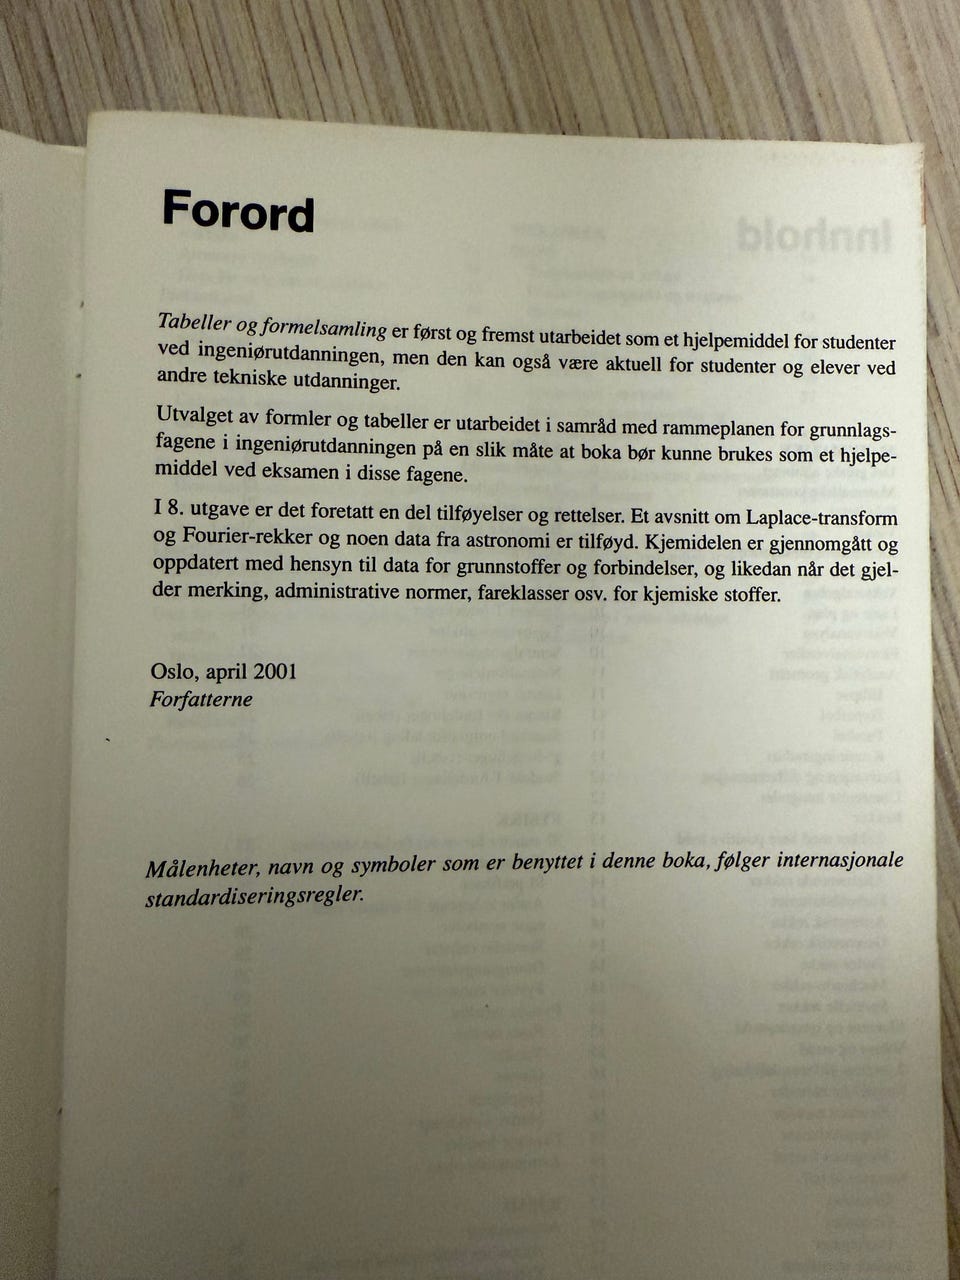 Forord
Tabeller og formelsamling er først og fremst utarbeidet som et hjelpemiddel for studenter
ved ingeniørutdanningen, men den kan også være aktuell for studenter og elever ved
andre tekniske utdanninger.
Utvalget av formler og tabeller er utarbeidet i samråd med rammeplanen for grunnlags-
fagene i ingeniørutdanningen på en slik måte at boka bør kunne brukes som et hjelpe-
middel ved eksamen i disse fagene.
I 8. utgave er det foretatt en del tilføyelser og rettelser. Et avsnitt om Laplace-transform
og Fourier-rekker og noen data fra astronomi er tilføyd. Kjemidelen er gjennomgått og
oppdatert med hensyn til data for grunnstoffer og forbindelser, og likedan når det gjel-
der merking, administrative normer, fareklasser osv. for kjemiske stoffer.
Oslo, april 2001
Forfatterne
Målenheter, navn og symboler som er benyttet i denne boka, følger internasjonale
standardiseringsregler.
Innhold